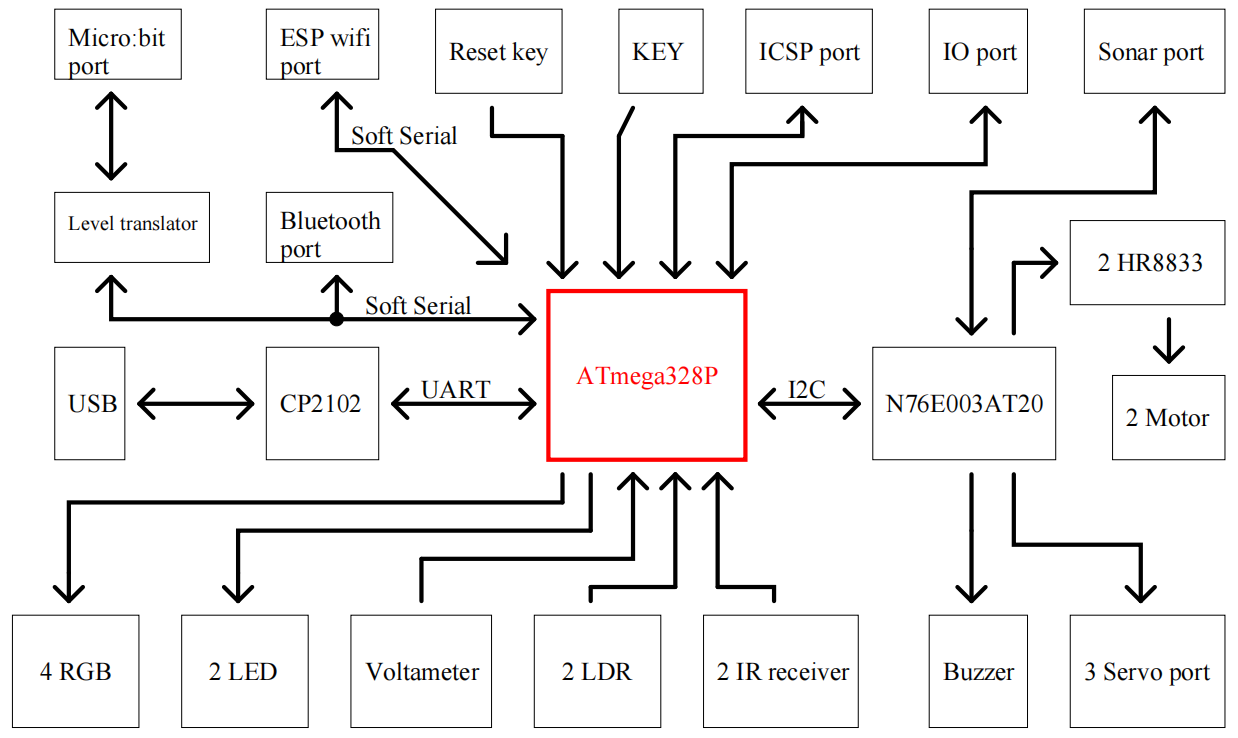 Micro:bit
port
ESP wifi
port
Reset key
KEY
ICSP port
IO port
Sonar port
Soft Serial
Level translator
Bluetooth
port
2 HR8833
Soft Serial
ATmega328P
USB
CP2102
UART
I2C
N76E003AT20
2 Motor
4 RGB
2 LED
Voltameter
2 LDR
2 IR receiver
Buzzer
3 Servo port